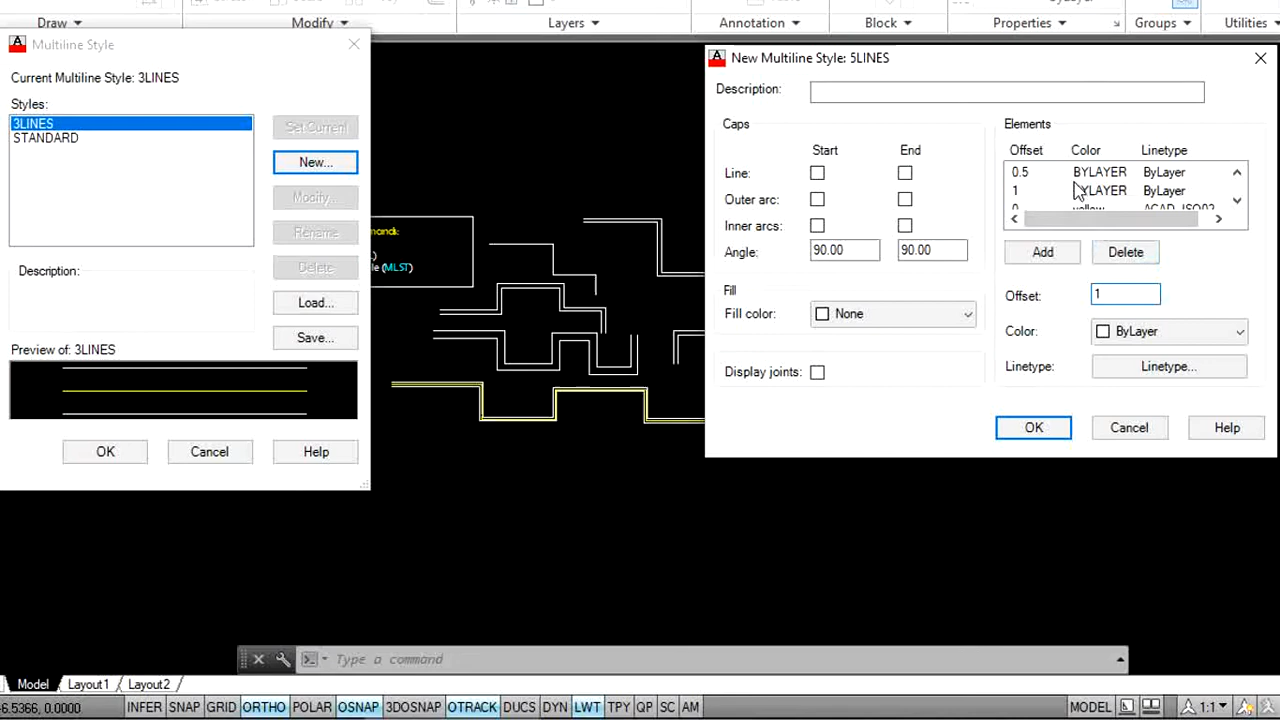 Draw
Modify
Layers
Annotation
Block
Properties
Groups
Utilities
Multiline Style
Current Multiline Style: 3LINES
Styles:
3LINES
STANDARD
Set Current
New...
Modify...
Rename
Delete
Load...
Save...
Description:
Preview of: 3LINES
OK
Cancel
Help
(MLST)
New Multiline Style: 5LINES
Description:
Caps
Start
End
Line:
Outer arc:
Inner arcs:
Angle:
90.00
90.00
Fill
Fill color:
None
Display joints:
Elements
Offset
Color
Linetype
0.5
BYLAYER
ByLayer
1
BYLAYER
ByLayer
0
yellow
ACAD_ISO02
Add
Delete
Offset:
1
Color:
ByLayer
Linetype:
Linetype...
OK
Cancel
Help
Type a command
Model
Layout1
Layout2
-6.5366, 0.0000
INFER
SNAP
GRID
ORTHO
POLAR
OSNAP
3DOSNAP
OTRACK
DUCS
DYN
LWT
TPY
QP
SC
AM
MODEL
1:1